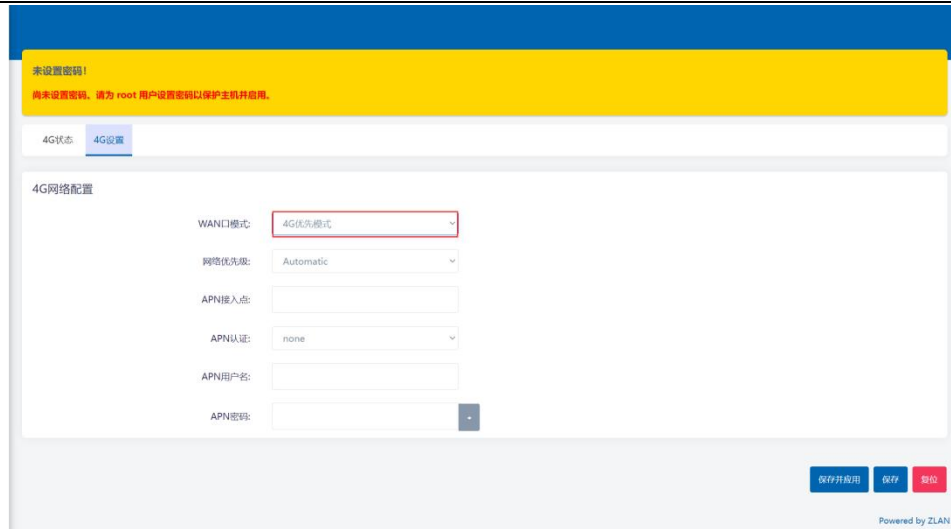 未设置密码!
尚未设置密码。请为 root 用户设置密码以保护主机并启用。
4G状态 4G设置
4G网络配置
WAN口模式: 4G优先模式
网络优先级: Automatic
APN接入点:
APN认证: none
APN用户名:
APN密码:
保存并应用 保存 复位
Powered by ZLAN